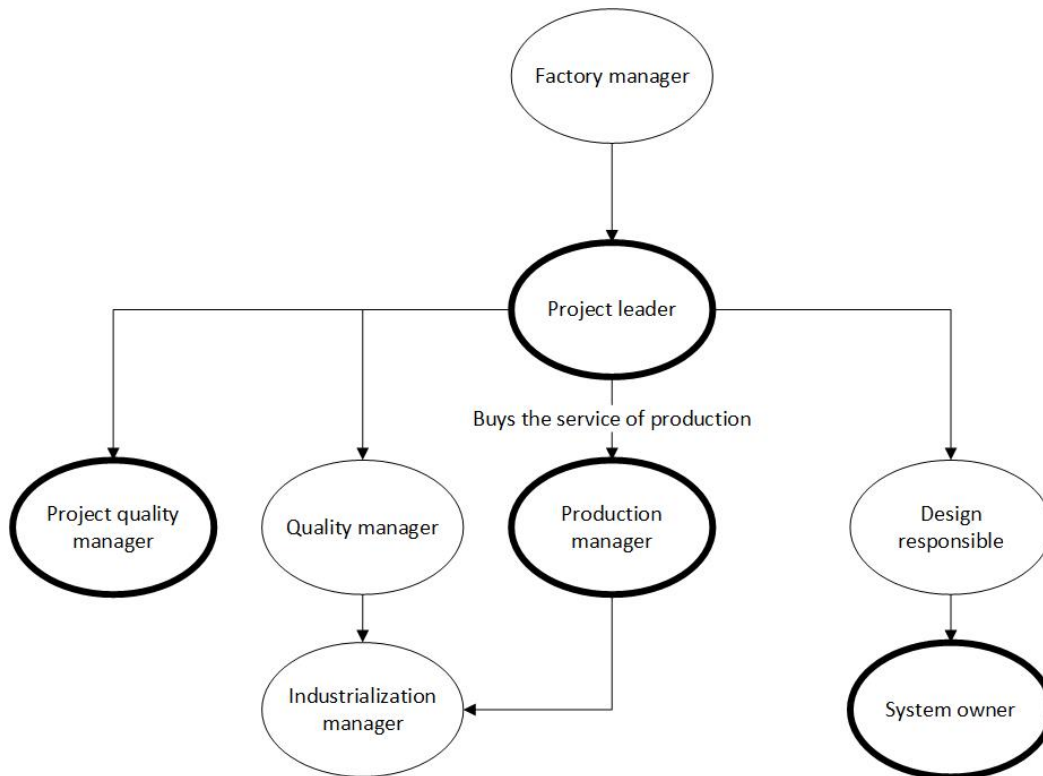 Factory manager
Project leader
Buys the service of production
Project quality
manager
Quality manager
Production
manager
Design
responsible
Industrialization
manager
System owner